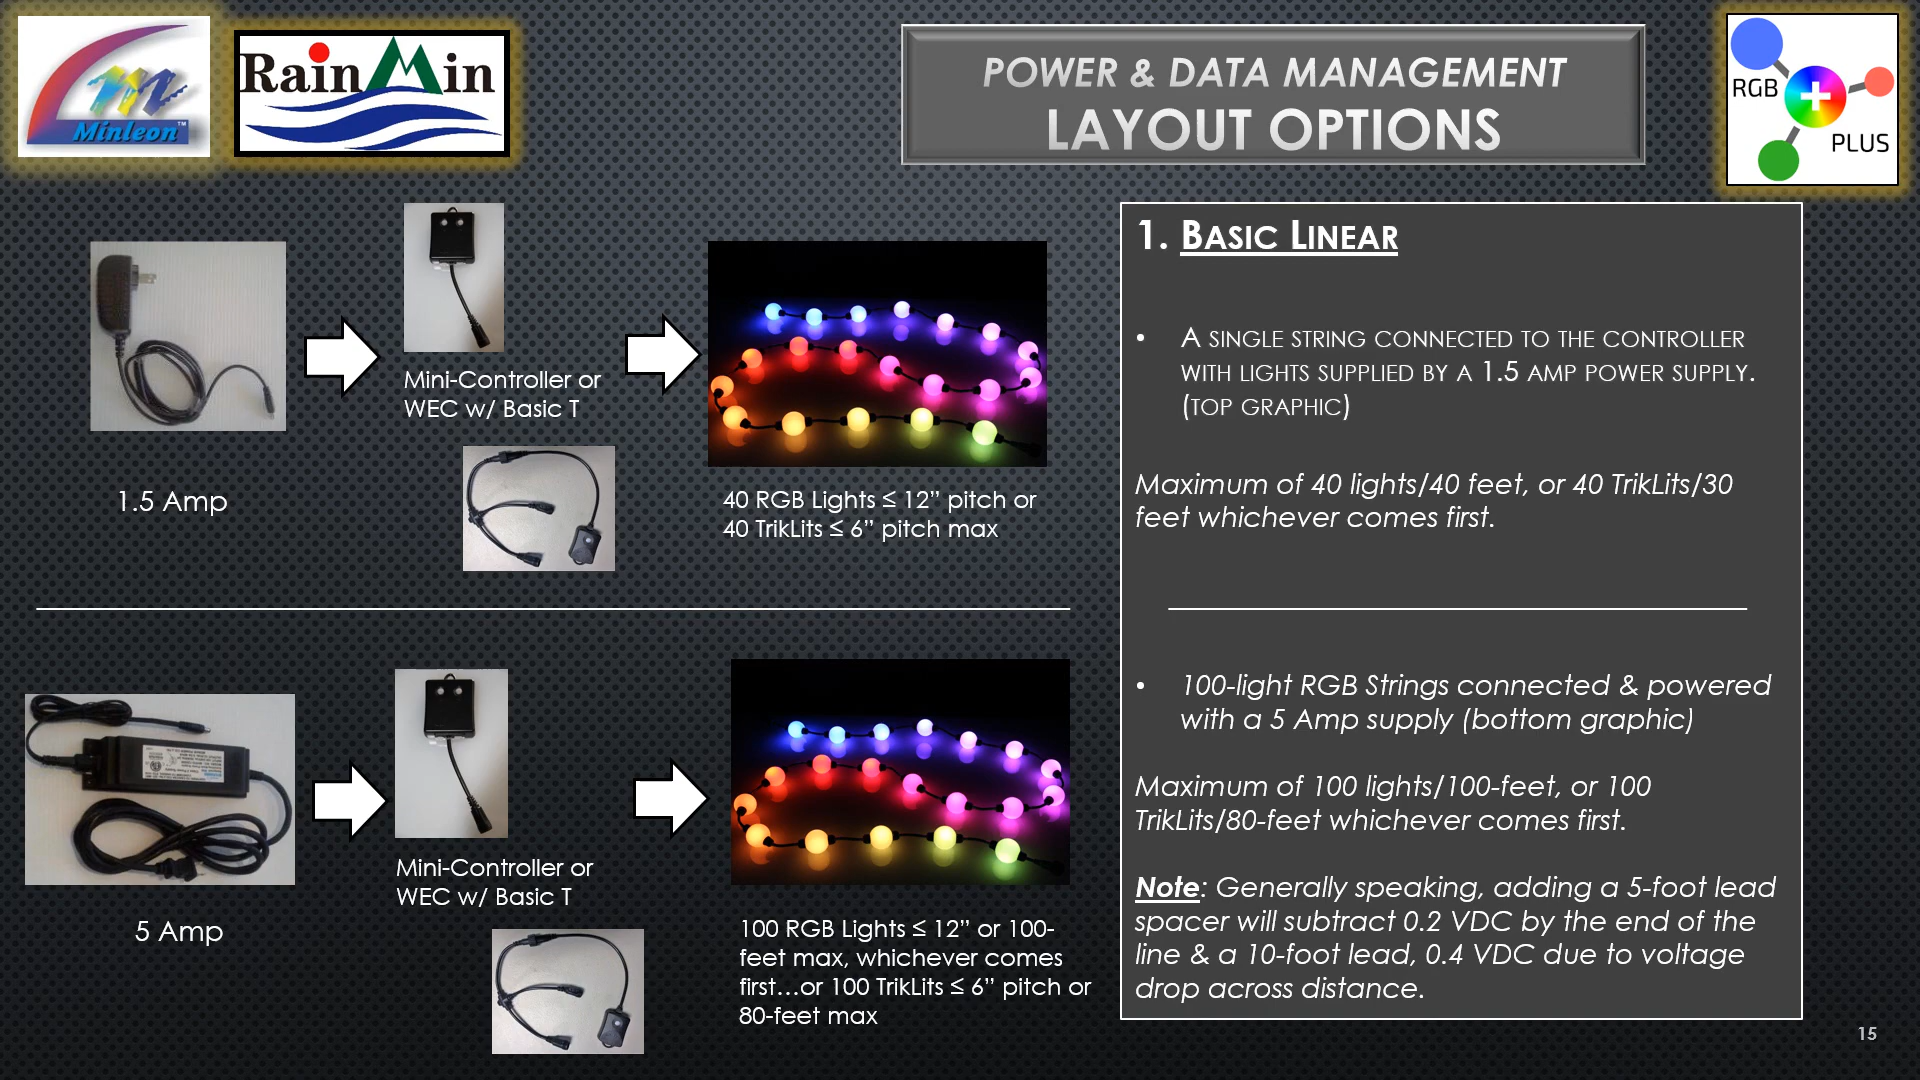 Minleon™
RainMin
POWER & DATA MANAGEMENT
LAYOUT OPTIONS
RGB
PLUS
1.5 Amp
Mini-Controller or
WEC w/ Basic T
40 RGB Lights ≤ 12” pitch or
40 TrikLits ≤ 6” pitch max
5 Amp
Mini-Controller or
WEC w/ Basic T
100 RGB Lights ≤ 12” or 100-
feet max, whichever comes
first…or 100 TrikLits ≤ 6” pitch or
80-feet max
1. BASIC LINEAR
• A SINGLE STRING CONNECTED TO THE CONTROLLER
WITH LIGHTS SUPPLIED BY A 1.5 AMP POWER SUPPLY.
(TOP GRAPHIC)
Maximum of 40 lights/40 feet, or 40 TrikLits/30
feet whichever comes first.
• 100-light RGB Strings connected & powered
with a 5 Amp supply (bottom graphic)
Maximum of 100 lights/100-feet, or 100
TrikLits/80-feet whichever comes first.
Note: Generally speaking, adding a 5-foot lead
spacer will subtract 0.2 VDC by the end of the
line & a 10-foot lead, 0.4 VDC due to voltage
drop across distance.
15